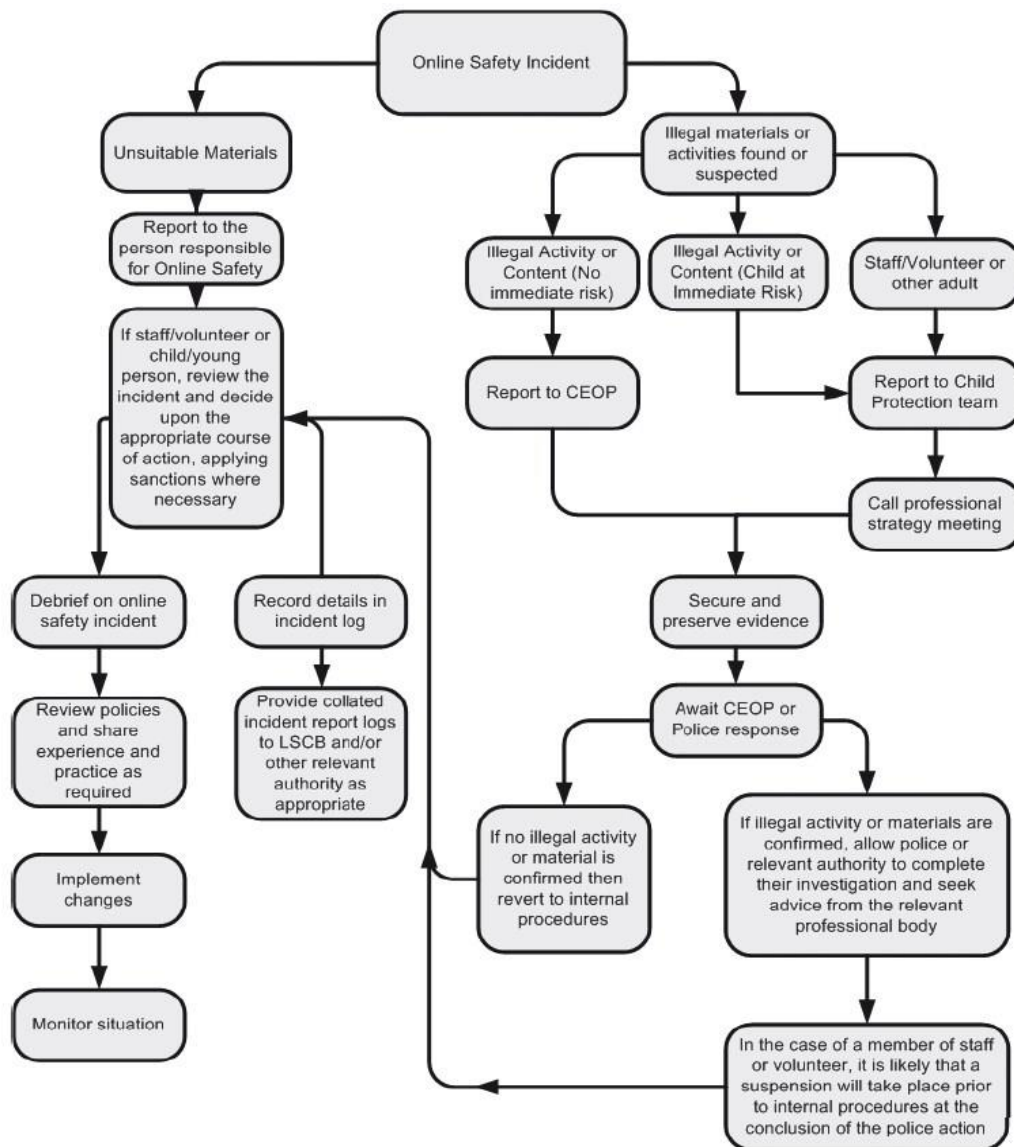 Online Safety Incident
Unsuitable Materials
Report to the
person responsible
for Online Safety
If staff/volunteer or
child/young
person, review the
incident and decide
upon the
appropriate course
of action, applying
sanctions where
necessary
Debrief on online
safety incident
Review policies
and share
experience and
practice as
required
Implement
changes
Monitor situation
Record details in
incident log
Provide collated
incident report logs
to LSCB and/or
other relevant
authority as
appropriate
Illegal materials or
activities found or
suspected
Illegal Activity or
Content (No
immediate risk)
Illegal Activity or
Content (Child at
Immediate Risk)
Staff/Volunteer or
other adult
Report to CEOP
Report to Child
Protection team
Call professional
strategy meeting
Secure and
preserve evidence
Await CEOP or
Police response
If no illegal activity
or material is
confirmed then
revert to internal
procedures
If illegal activity or materials are
confirmed, allow police or
relevant authority to complete
their investigation and seek
advice from the relevant
professional body
In the case of a member of staff
or volunteer, it is likely that a
suspension will take place prior
to internal procedures at the
conclusion of the police action